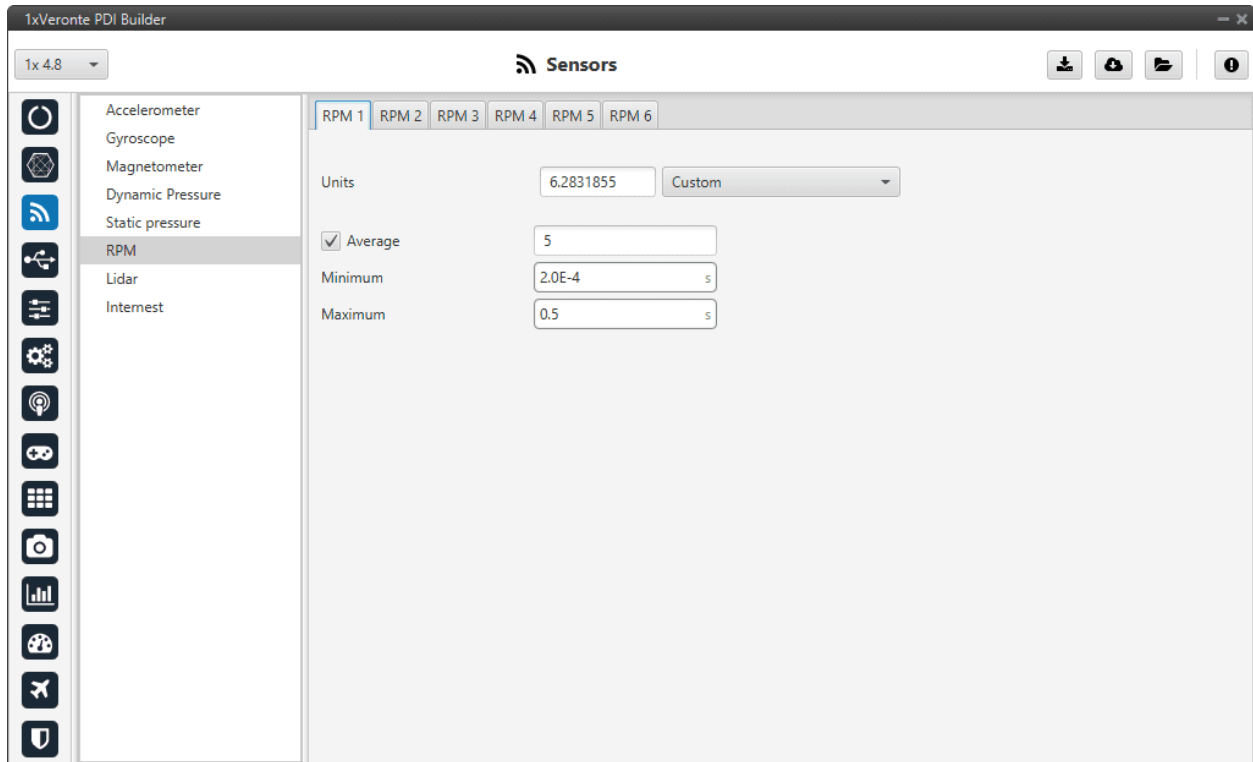 1xVeronte PDI Builder
1x 4.8
Sensors
Accelerometer
Gyroscope
Magnetometer
Dynamic Pressure
Static pressure
RPM
Lidar
Internest
RPM 1 RPM 2 RPM 3 RPM 4 RPM 5 RPM 6
Units 6.2831855 Custom
Average 5
Minimum 2.0E-4 s
Maximum 0.5 s